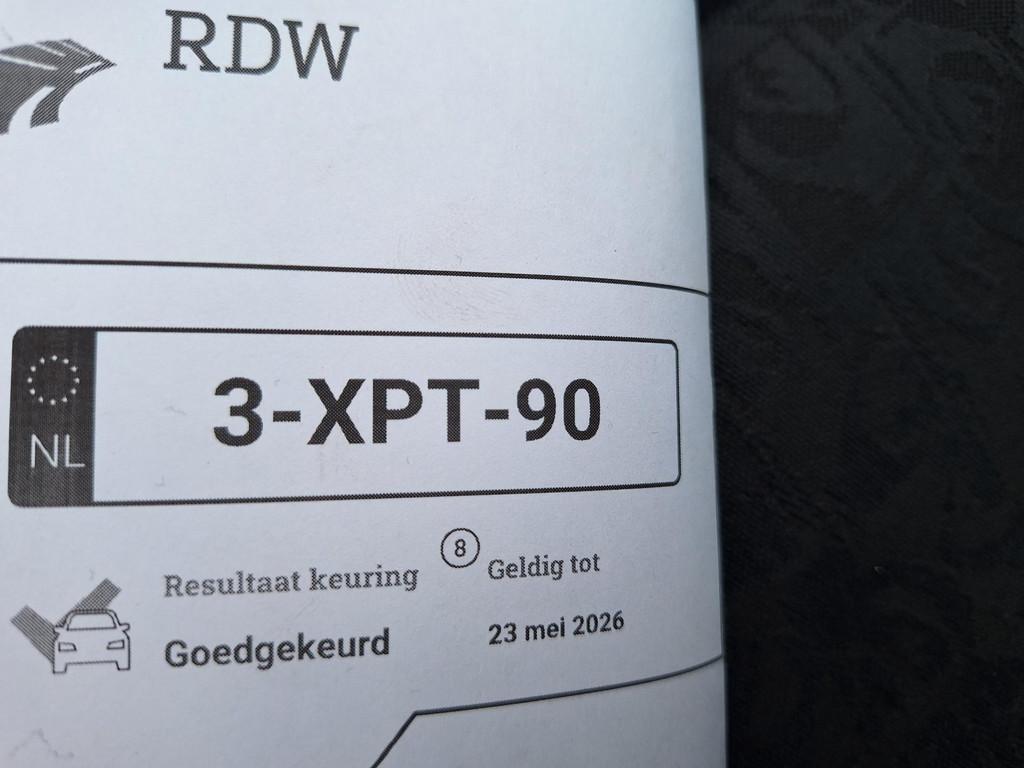 RDW
NL
3-XPT-90
Resultaat keuring
8
Geldig tot
Goedgekeurd
23 mei 2026